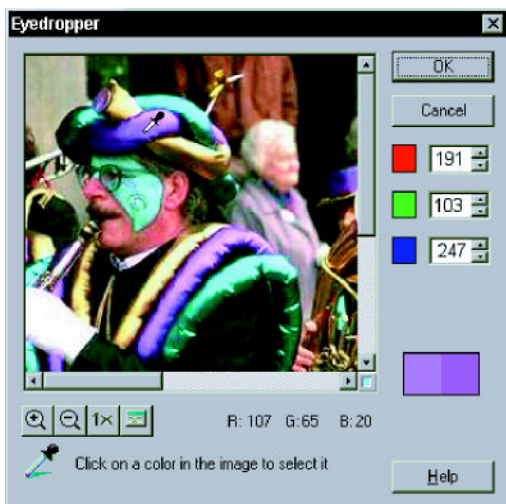 Eyedropper
OK
Cancel
191
103
247
1×
R: 107 G:65 B:20
Click on a color in the image to select it
Help